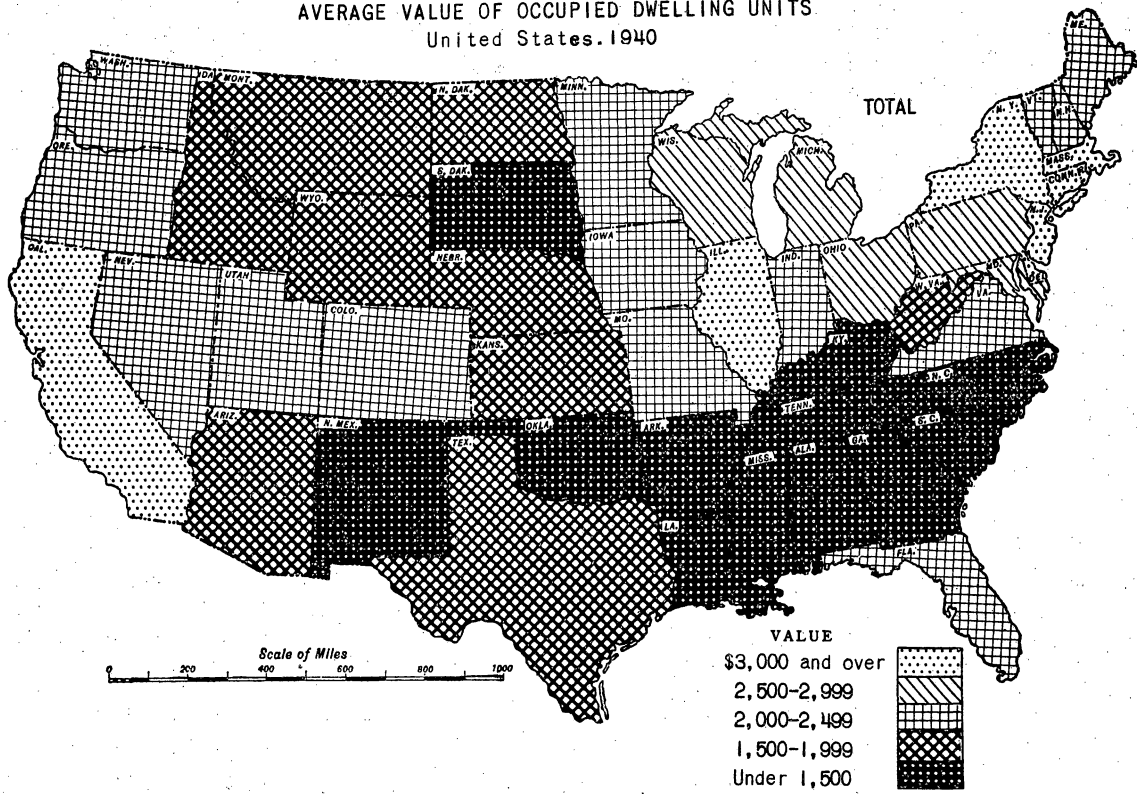 AVERAGE VALUE OF OCCUPIED DWELLING UNITS
United States. 1940
TOTAL
WASH.
IDA
MONT.
N. DAK.
MINN.
ME.
N. Y.
VT.
N.H.
ORE.
WIS.
MICH.
MASS.
CONN.
R.I.
S. DAK.
WYO.
IOWA
PA.
N.J.
CAL.
NEV.
UTAH
NEBR.
ILL.
IND.
OHIO
MD.
DEL.
W. VA.
VA.
COLO.
MO.
KANS.
KY.
N. C.
ARIZ.
N. MEX.
TEX.
OKLA.
ARK.
TENN.
S. C.
MISS.
ALA.
GA.
LA.
FLA.
Scale of Miles
0 200 400 600 800 1000
VALUE
$3,000 and over
2,500-2,999
2,000-2,499
1,500-1,999
Under 1,500